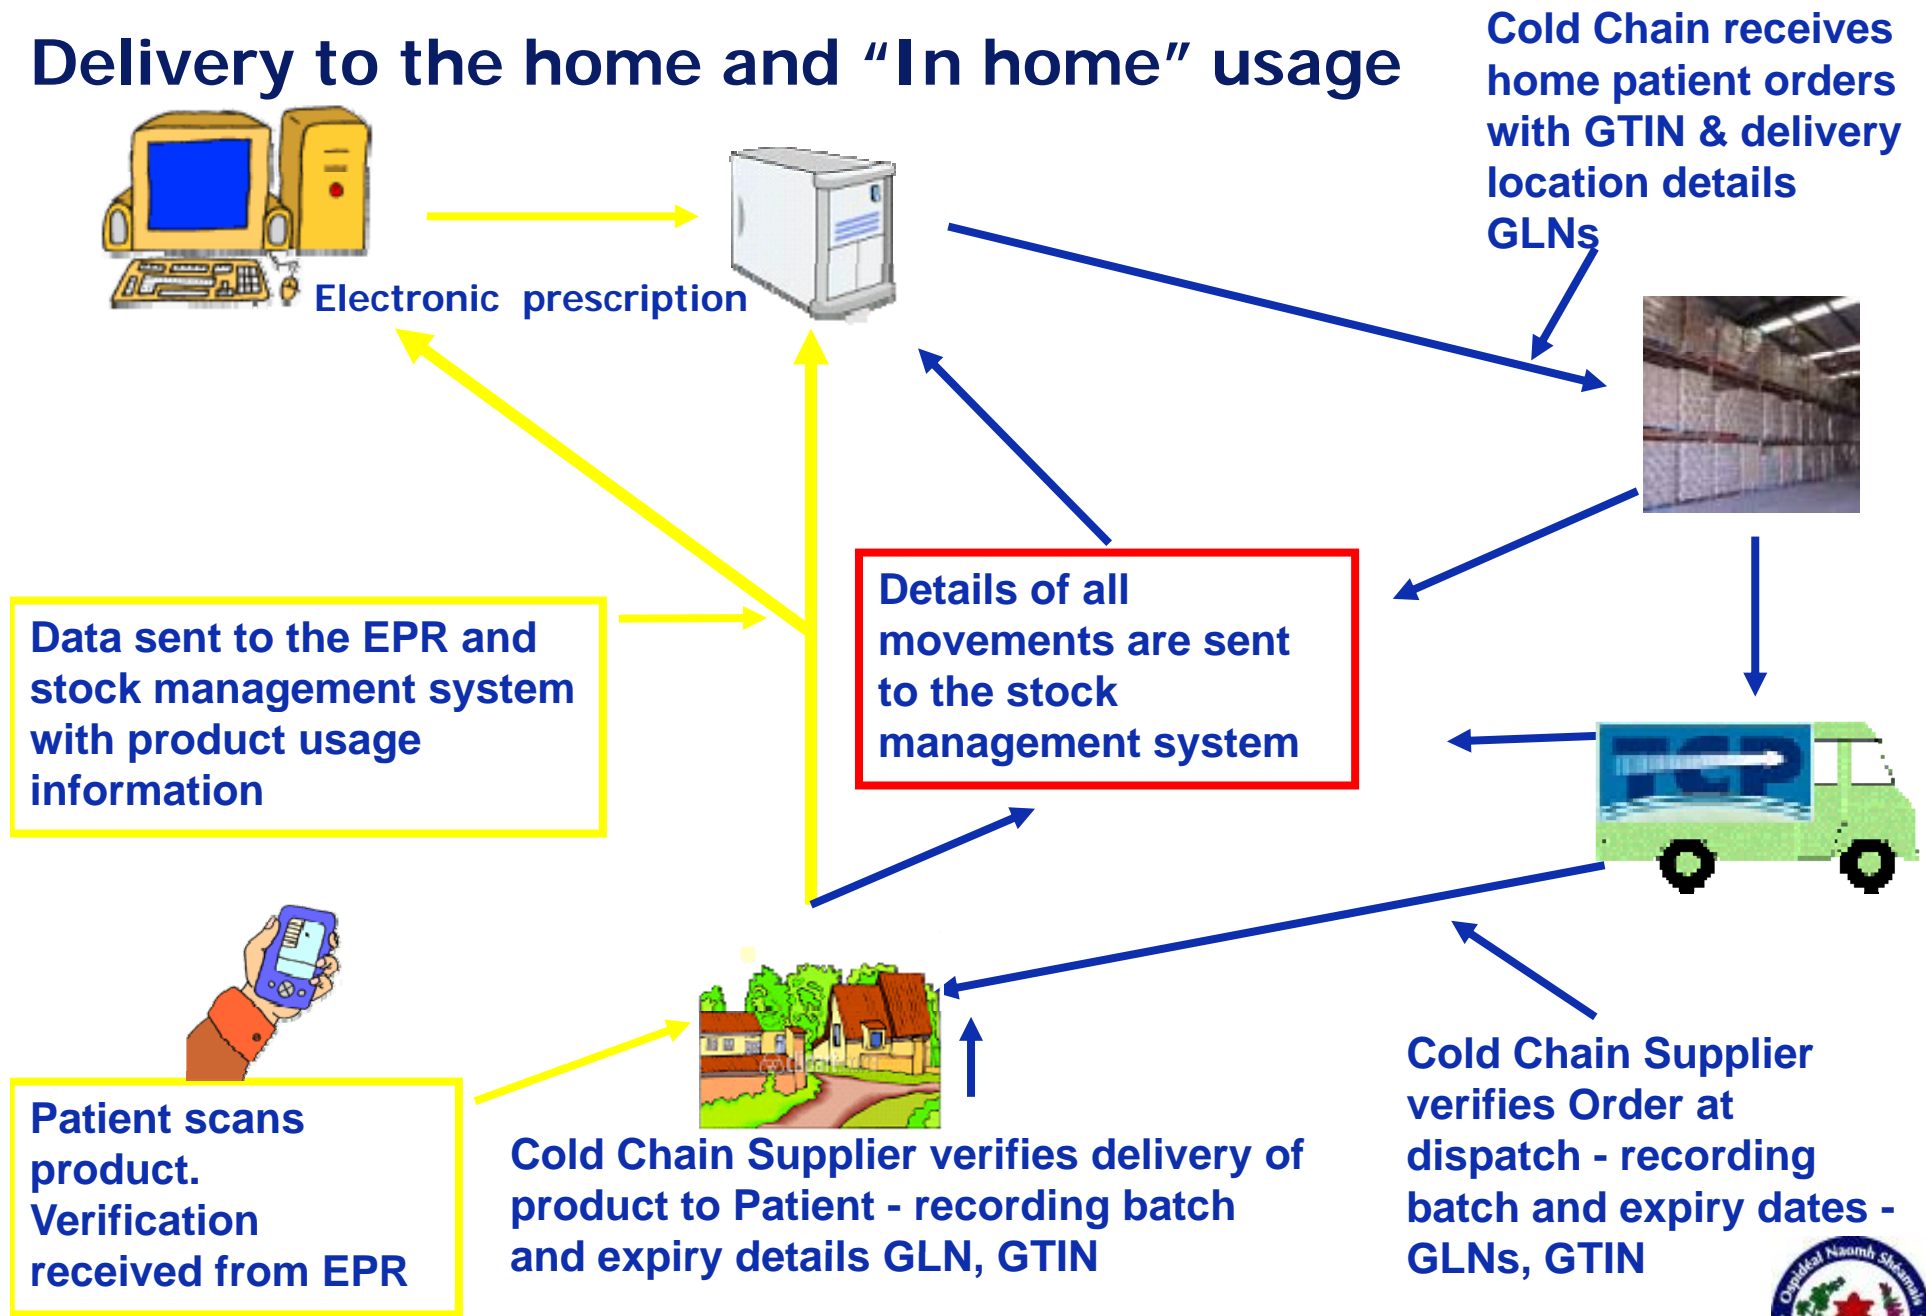 Delivery to the home and “In home” usage
Cold Chain receives
home patient orders
with GTIN & delivery
location details
GLNs
Electronic prescription
Details of all
movements are sent
to the stock
management system
Data sent to the EPR and
stock management system
with product usage
information
TCP
Patient scans
product.
Verification
received from EPR
Cold Chain Supplier verifies delivery of
product to Patient - recording batch
and expiry details GLN, GTIN
Cold Chain Supplier
verifies Order at
dispatch - recording
batch and expiry dates -
GLNs, GTIN
Ospidéal Naomh Shéamais